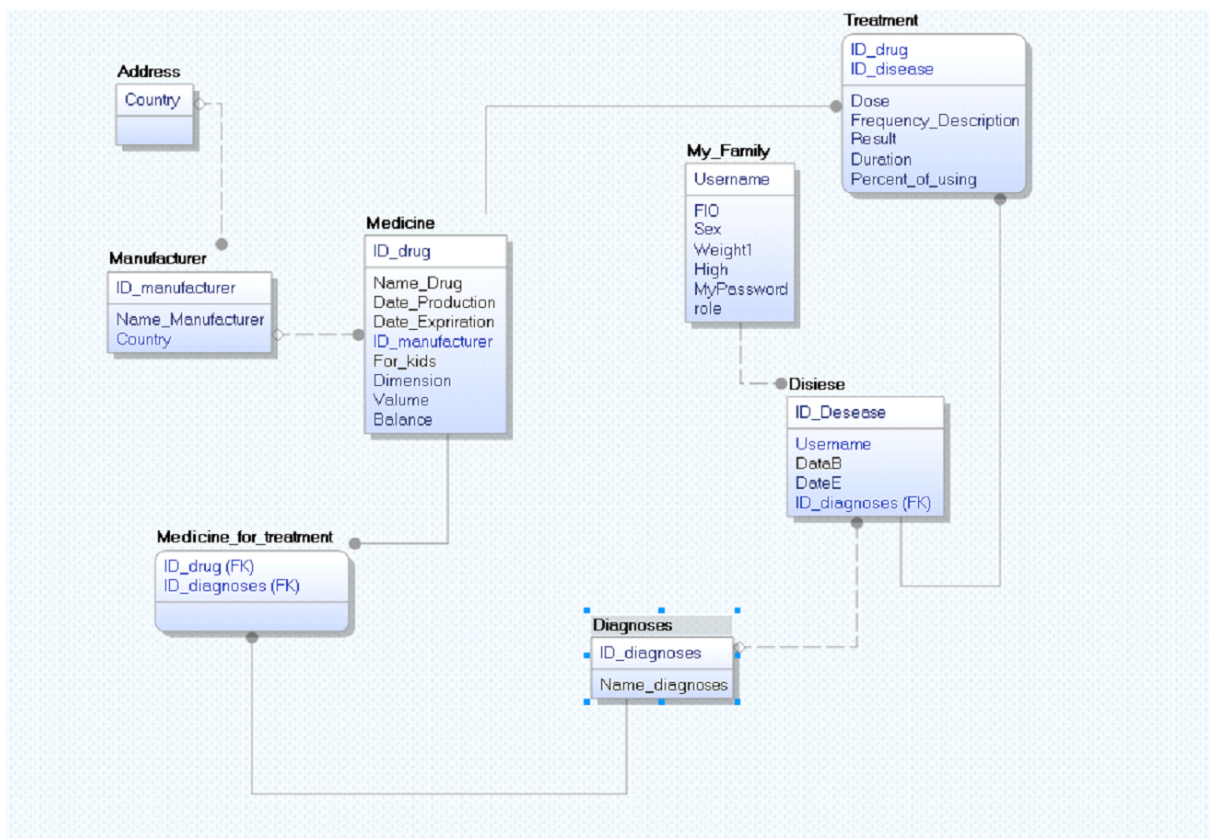 Treatment
ID_drug
ID_disease
Dose
Frequency_Description
Result
Duration
Percent_of_using
Address
Country
My_Family
Username
FIO
Sex
Weight1
High
MyPassword
role
Medicine
ID_drug
Name_Drug
Date_Production
Date_Expriration
ID_manufacturer
For_kids
Dimension
Valume
Balance
Manufacturer
ID_manufacturer
Name_Manufacturer
Country
Disiese
ID_Desease
Username
DataB
DateE
ID_diagnoses (FK)
Medicine_for_treatment
ID_drug (FK)
ID_diagnoses (FK)
Diagnoses
ID_diagnoses
Name_diagnoses